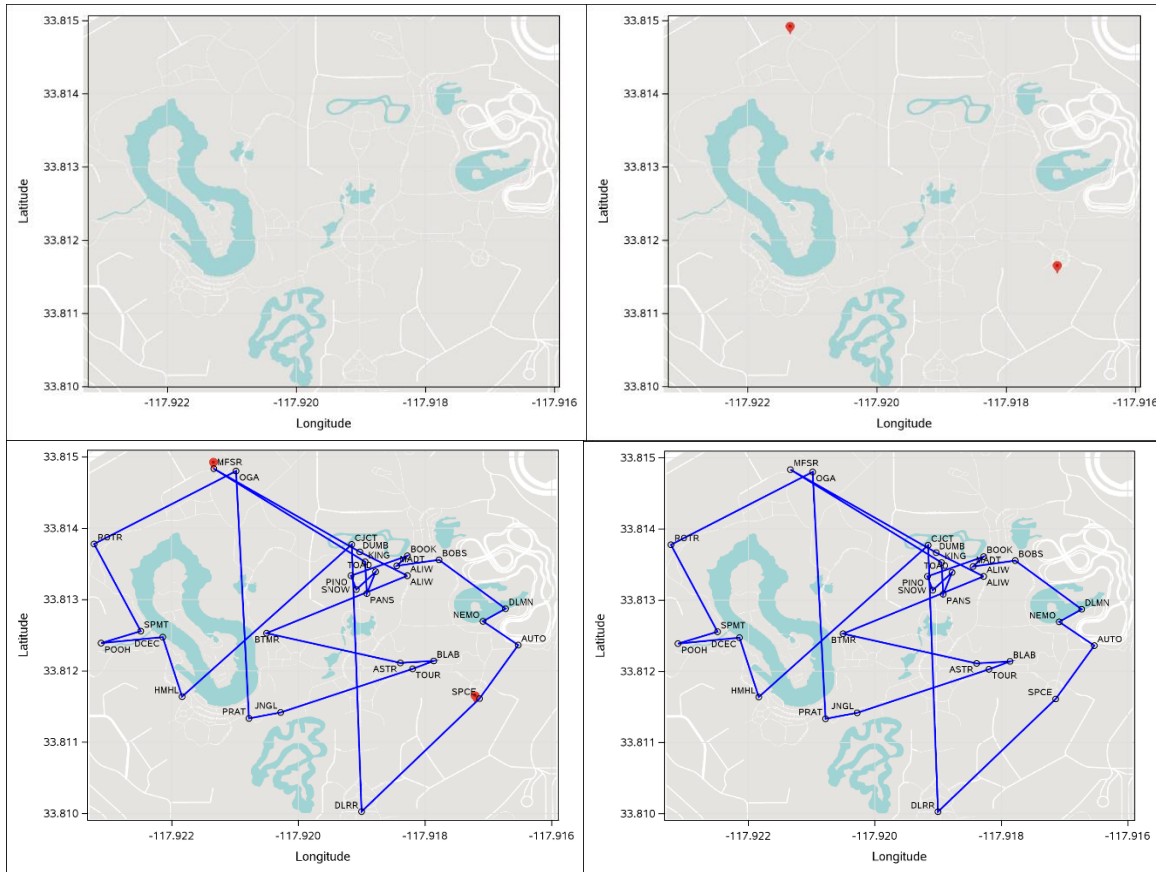 33.815
33.814
33.813
33.812
33.811
33.810
Latitude
-117.922
-117.920
-117.918
-117.916
Longitude
33.815
33.814
33.813
33.812
33.811
33.810
Latitude
-117.922
-117.920
-117.918
-117.916
Longitude
33.815
33.814
33.813
33.812
33.811
33.810
Latitude
MFSR
OGA
ROTR
CJCT
DUMB
KING
BOOK
TOAD
MADT
BOBS
PINO
ALIW
SNOW
PANS
DLMN
NEMO
SPMT
POOH
DCEC
BTMR
AUTO
ASTR
BLAB
TOUR
HMHL
SPCE
PRAT
JNGL
DLRR
-117.922
-117.920
-117.918
-117.916
Longitude
33.815
33.814
33.813
33.812
33.811
33.810
Latitude
MFSR
OGA
ROTR
CJCT
DUMB
KING
BOOK
TOAD
MADT
BOBS
ALIW
PINO
ALIW
SNOW
PANS
DLMN
NEMO
SPMT
POOH
DCEC
BTMR
AUTO
ASTR
BLAB
TOUR
HMHL
SPCE
PRAT
JNGL
DLRR
-117.922
-117.920
-117.918
-117.916
Longitude